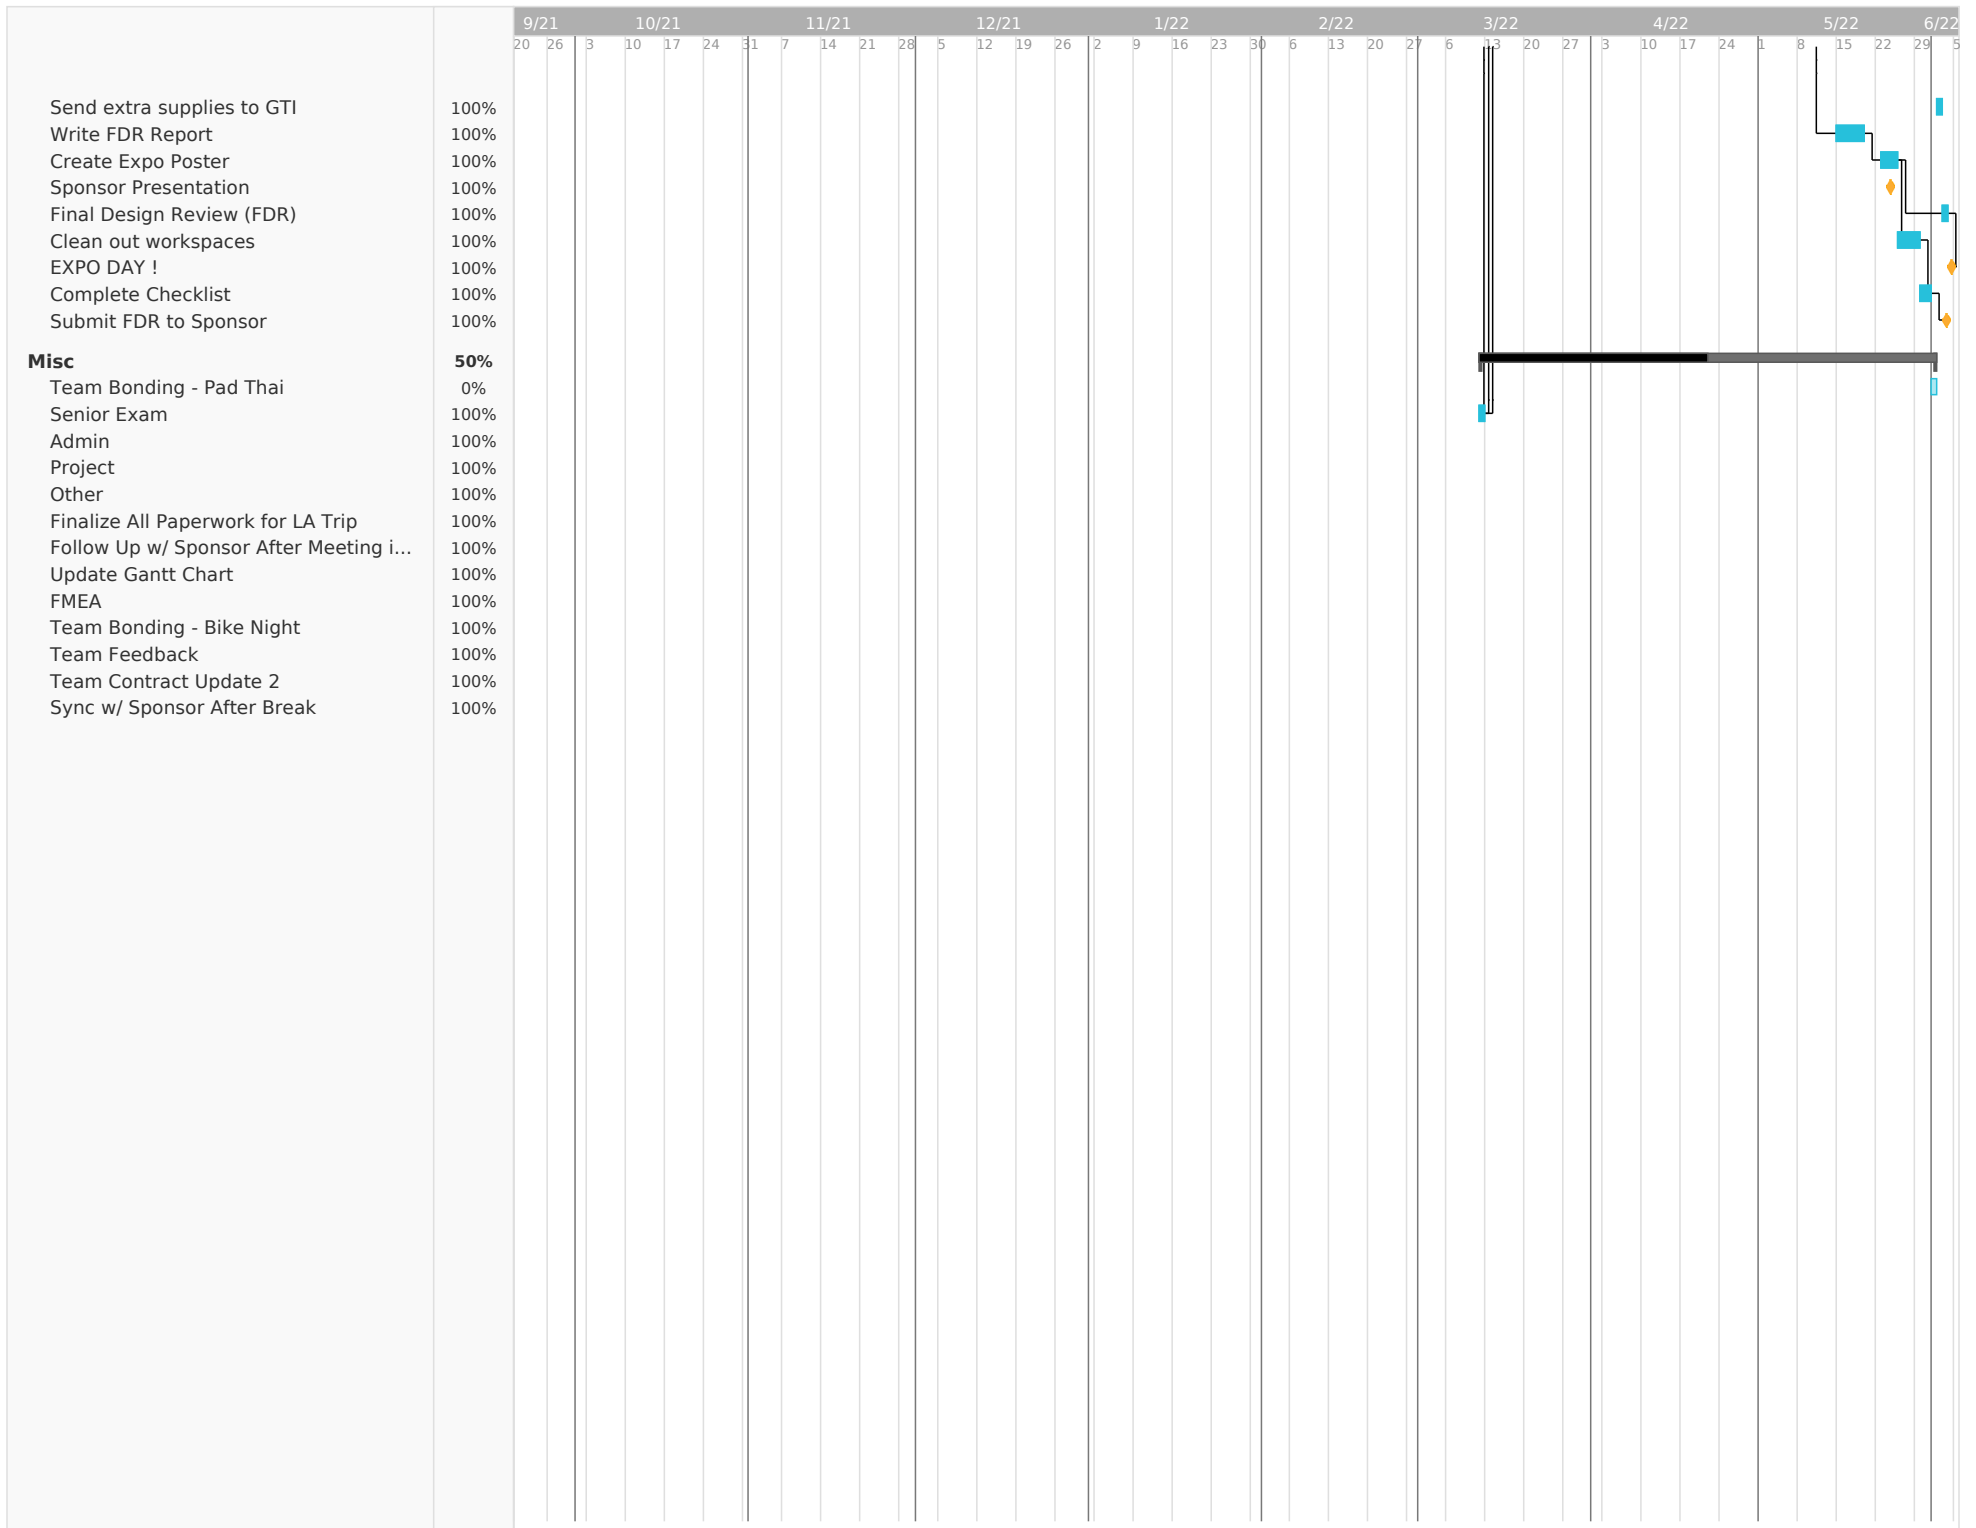 9/21 10/21 11/21 12/21 1/22 2/22 3/22 4/22 5/22 6/22
20 26 3 10 17 24 31 7 14 21 28 5 12 19 26 2 9 16 23 30 6 13 20 27 6 13 20 27 3 10 17 24 1 8 15 22 29 5
Send extra supplies to GTI 100%
Write FDR Report 100%
Create Expo Poster 100%
Sponsor Presentation 100%
Final Design Review (FDR) 100%
Clean out workspaces 100%
EXPO DAY ! 100%
Complete Checklist 100%
Submit FDR to Sponsor 100%
Misc 50%
Team Bonding - Pad Thai 0%
Senior Exam 100%
Admin 100%
Project 100%
Other 100%
Finalize All Paperwork for LA Trip 100%
Follow Up w/ Sponsor After Meeting i... 100%
Update Gantt Chart 100%
FMEA 100%
Team Bonding - Bike Night 100%
Team Feedback 100%
Team Contract Update 2 100%
Sync w/ Sponsor After Break 100%